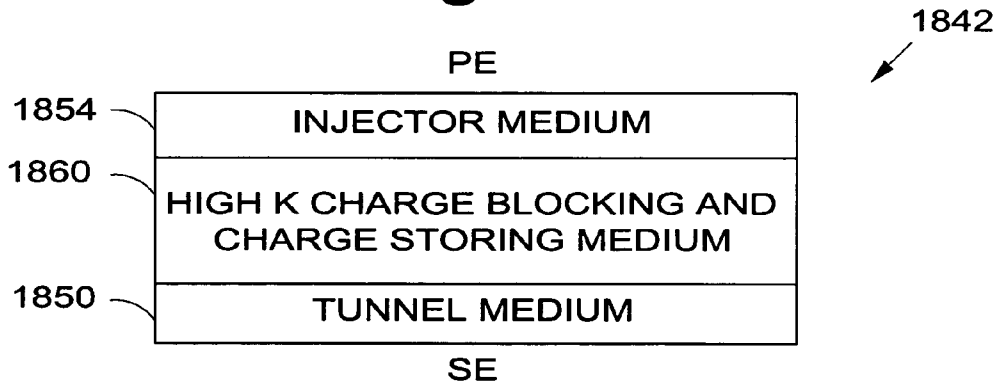 1842
PE
1854
INJECTOR MEDIUM
1860
HIGH K CHARGE BLOCKING AND
CHARGE STORING MEDIUM
1850
TUNNEL MEDIUM
SE